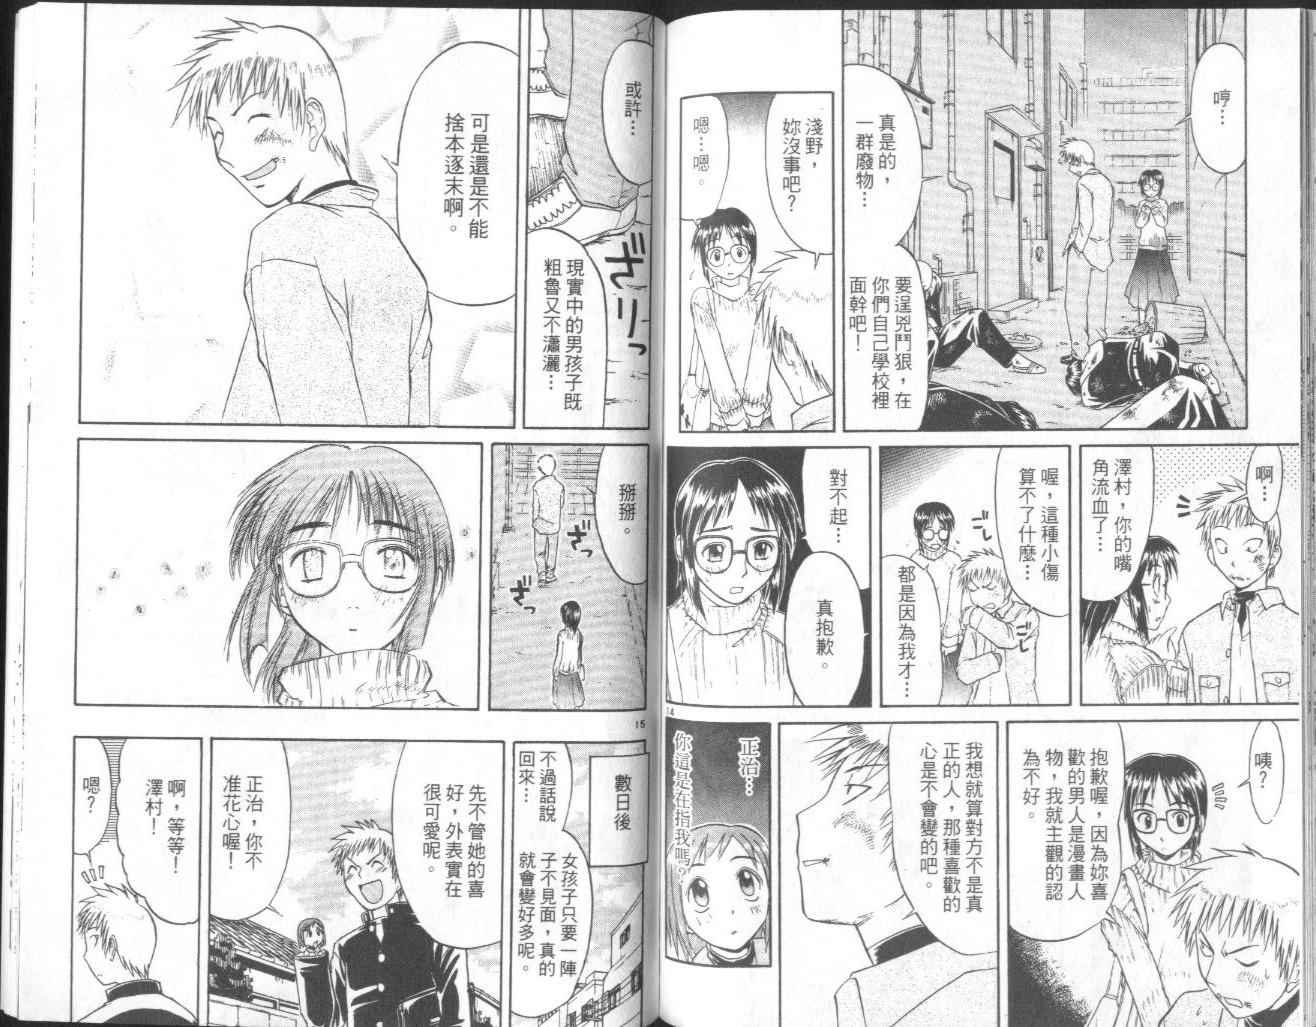 哼…
真是的，
一群廢物…
要逞兇鬥狠，在
你們自己學校裡
面幹吧！
淺野，
妳沒事吧？
嗯…嗯。
啊…
澤村，你的嘴
角流血了…
喔，這種小傷
算不了什麼…
都是因為我才…
對不起…
真抱歉。
咦？
抱歉喔，因為妳喜
歡的男人是漫畫人
物，我就主觀的認
為不好。
我想就算對方不是真
正的人，那種喜歡的
心是不會變的吧。
正治…
你這是在指我嗎？
14
或許…
現實中的男孩子既
粗魯又不瀟灑…
ざリっ
可是還是不能
捨本逐末啊。
掰掰。
ざっ
ざっ
15
數日後
不過話說
回來…
女孩子只要一陣
子不見面，真的
就會變好多呢。
先不管她的喜
好，外表實在
很可愛呢。
正治，你不
准花心喔！
啊，等等！
澤村！
嗯？